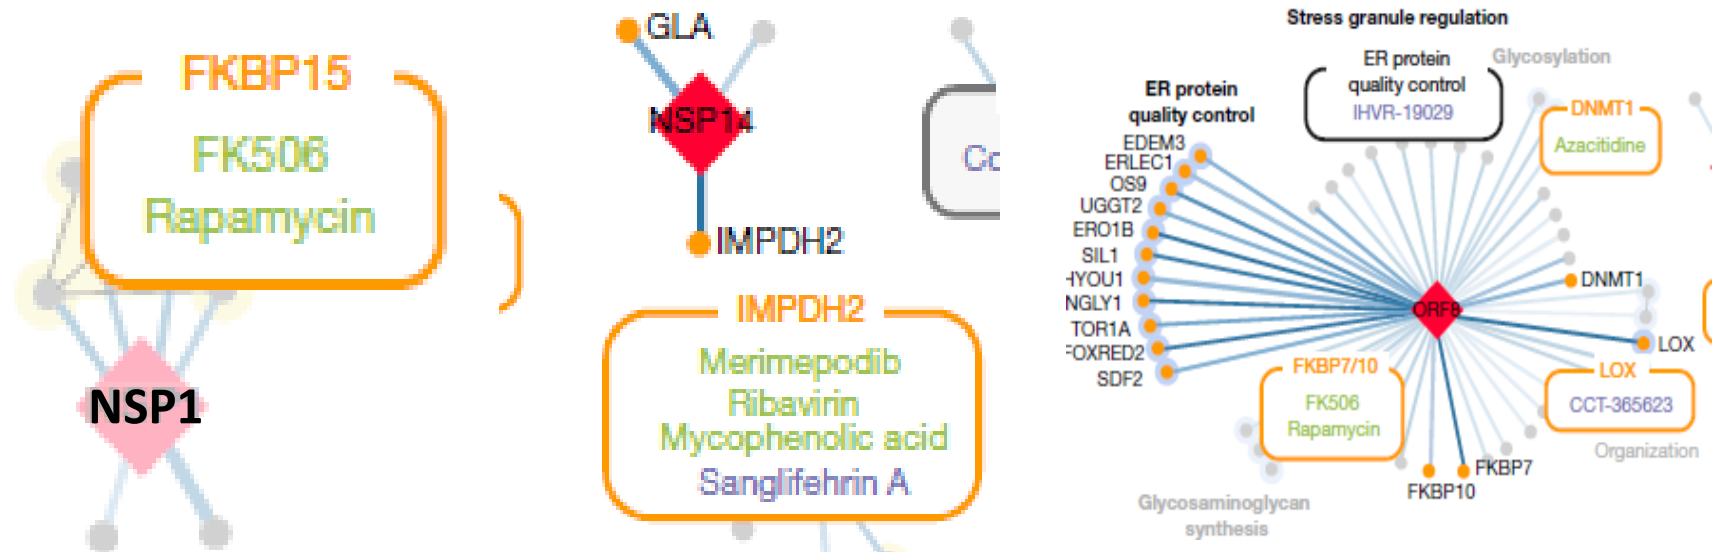 FKBP15
FK506
Rapamycin
NSP1
GLA
NSP14
IMPDH2
IMPDH2
Merimepodib
Ribavirin
Mycophenolic acid
Sanglifehrin A
Stress granule regulation
ER protein
quality control
IHVR-19029
Glycosylation
ER protein
quality control
DNMT1
Azacitidine
EDEM3
ERLEC1
OS9
UGGT2
ERO1B
SIL1
HYOU1
NGLY1
TOR1A
FOXRED2
SDF2
ORF8
DNMT1
LOX
FKBP7/10
FK506
Rapamycin
LOX
CCT-365623
Organization
FKBP7
FKBP10
Glycosaminoglycan
synthesis